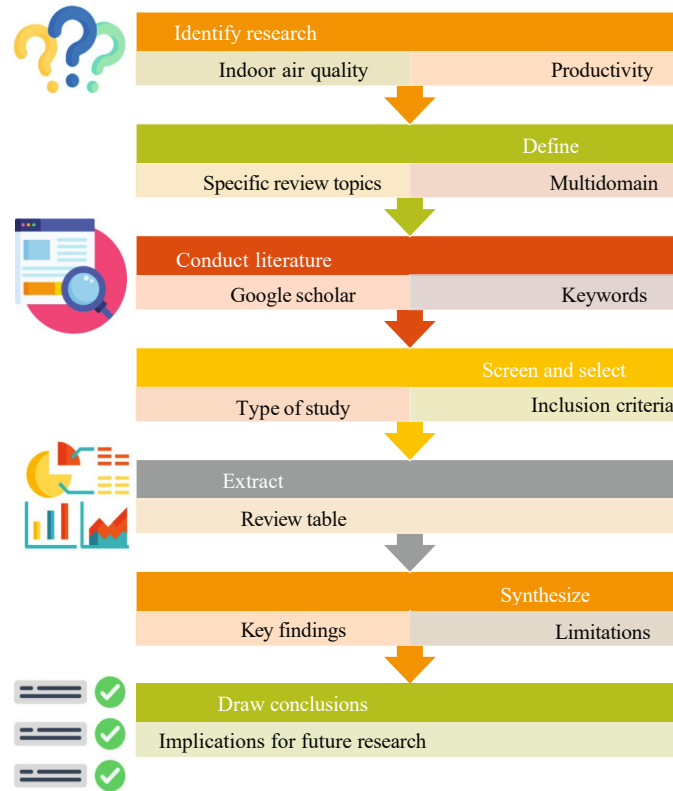 Identify research
Indoor air quality
Productivity
Define
Specific review topics
Multidomain
Conduct literature
Google scholar
Keywords
Screen and select
Type of study
Inclusion criteria
Extract
Review table
Synthesize
Key findings
Limitations
Draw conclusions
Implications for future research